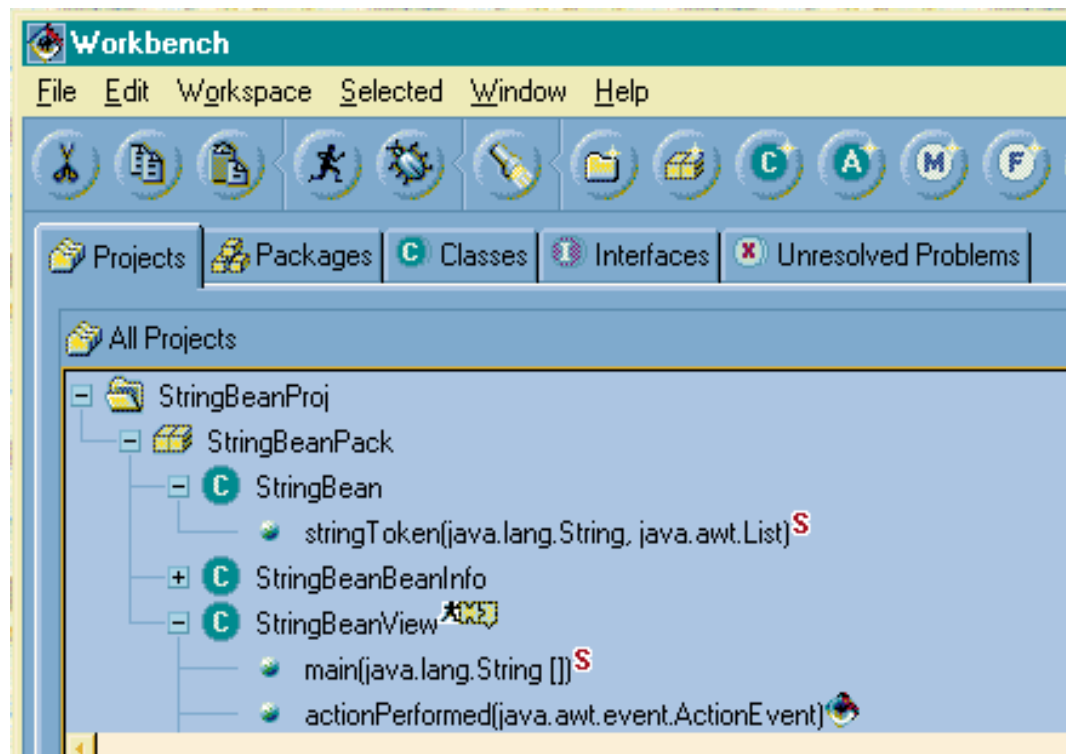 Workbench
File Edit Workspace Selected Window Help
C A M F
Projects Packages C Classes I Interfaces X Unresolved Problems
All Projects
StringBeanProj
StringBeanPack
C StringBean
stringToken(java.lang.String, java.awt.List) S
C StringBeanBeanInfo
C StringBeanView
main(java.lang.String []) S
actionPerformed(java.awt.event.ActionEvent)